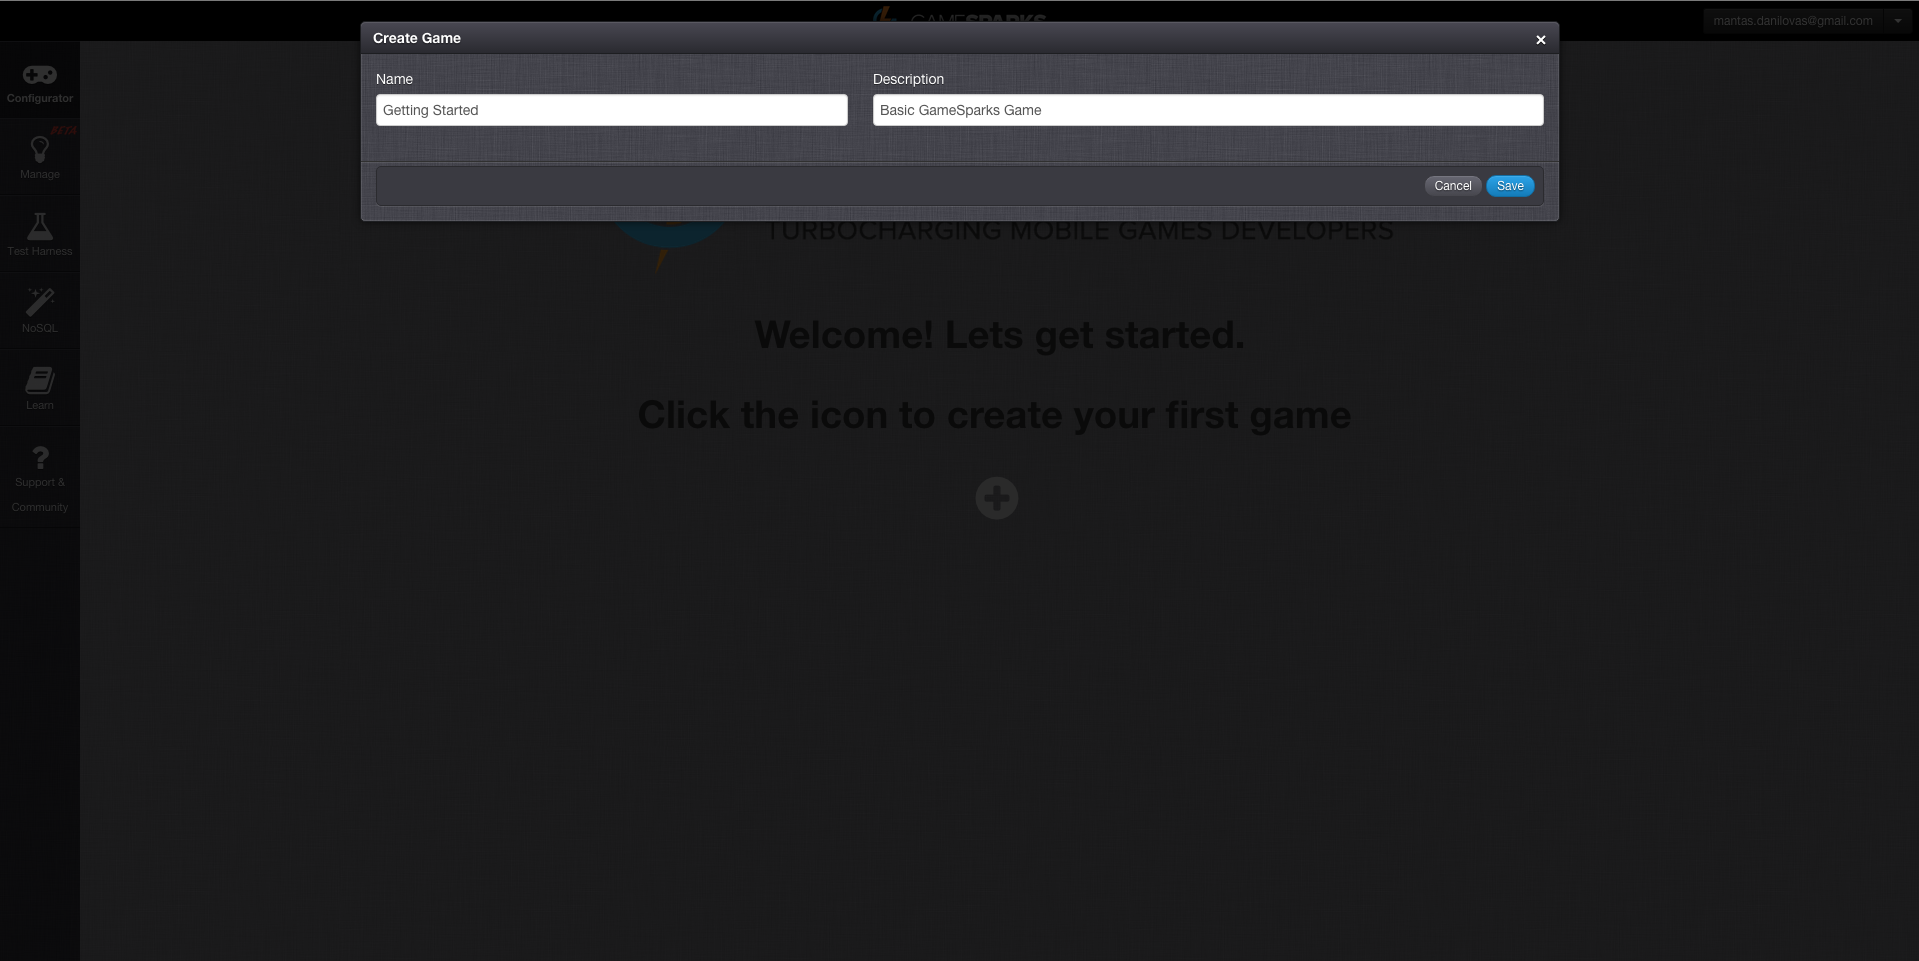 GAMESPARKS
mantas.danilovas@gmail.com
Create Game
×
Name
Description
Getting Started
Basic GameSparks Game
Cancel
Save
Configurator
BETA
Manage
Test Harness
NoSQL
Learn
Support &
Community
TURBOCHARGING MOBILE GAMES DEVELOPERS
Welcome! Lets get started.
Click the icon to create your first game